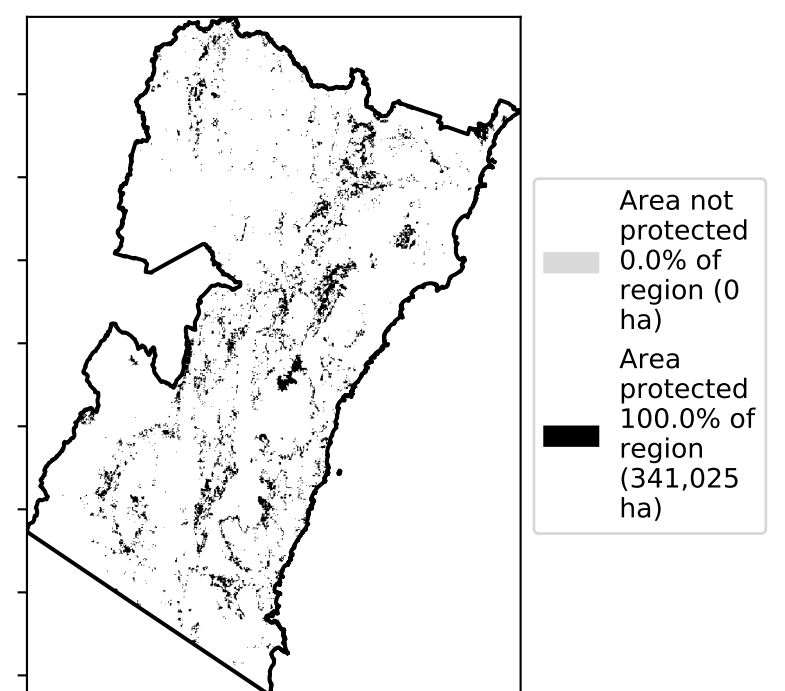 Area not
protected
0.0% of
region (0
ha)
Area
protected
100.0% of
region
(341,025
ha)